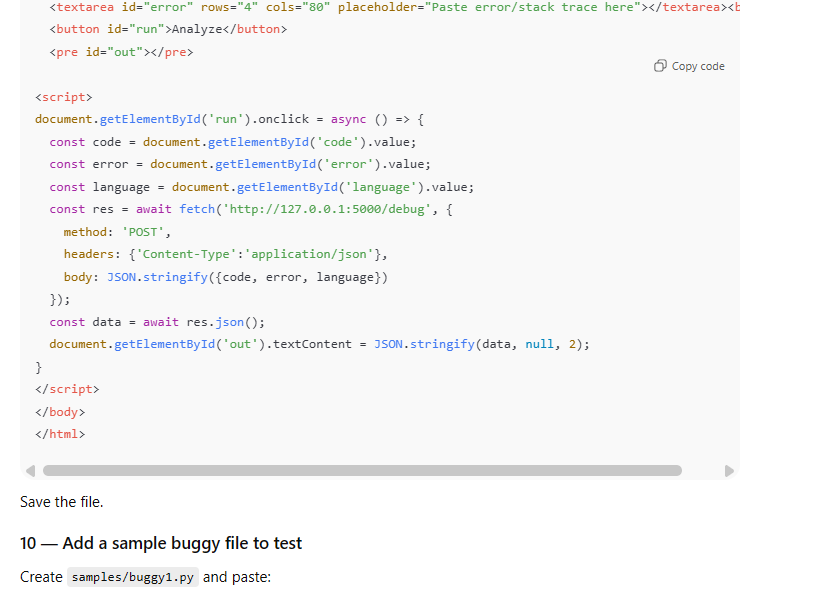 <textarea id="error" rows="4" cols="80" placeholder="Paste error/stack trace here"></textarea><b
<button id="run">Analyze</button>
<pre id="out"></pre>
Copy code
<script>
document.getElementById('run').onclick = async () => {
  const code = document.getElementById('code').value;
  const error = document.getElementById('error').value;
  const language = document.getElementById('language').value;
  const res = await fetch('http://127.0.0.1:5000/debug', {
    method: 'POST',
    headers: {'Content-Type':'application/json'},
    body: JSON.stringify({code, error, language})
  });
  const data = await res.json();
  document.getElementById('out').textContent = JSON.stringify(data, null, 2);
}
</script>
</body>
</html>
Save the file.
10 — Add a sample buggy file to test
Create samples/buggy1.py and paste: